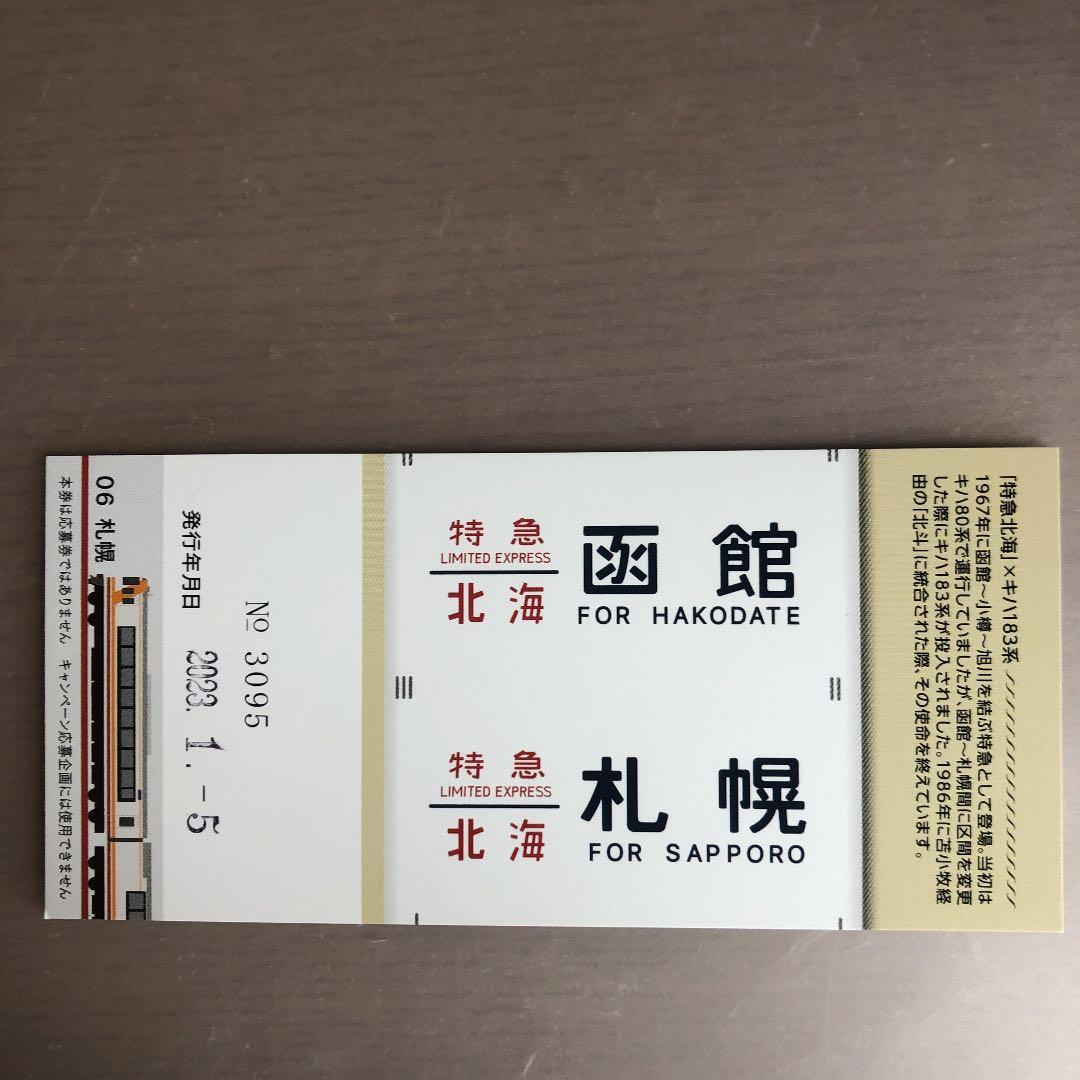 「特急北海」×キハ183系
1967年に函館～小樽～旭川を結ぶ特急として登場。当初は
キハ80系で運行していましたが、函館～札幌間に区間を変更
した際にキハ183系が投入されました。1986年に苫小牧経
由の「北斗」に統合された際、その使命を終えています。
特急
LIMITED EXPRESS
北海
函館
FOR HAKODATE
特急
LIMITED EXPRESS
北海
札幌
FOR SAPPORO
No 3095
発行年月日 2023. 1. -5
06 札幌
本券は応募券ではありません キャンペーン応募企画には使用できません